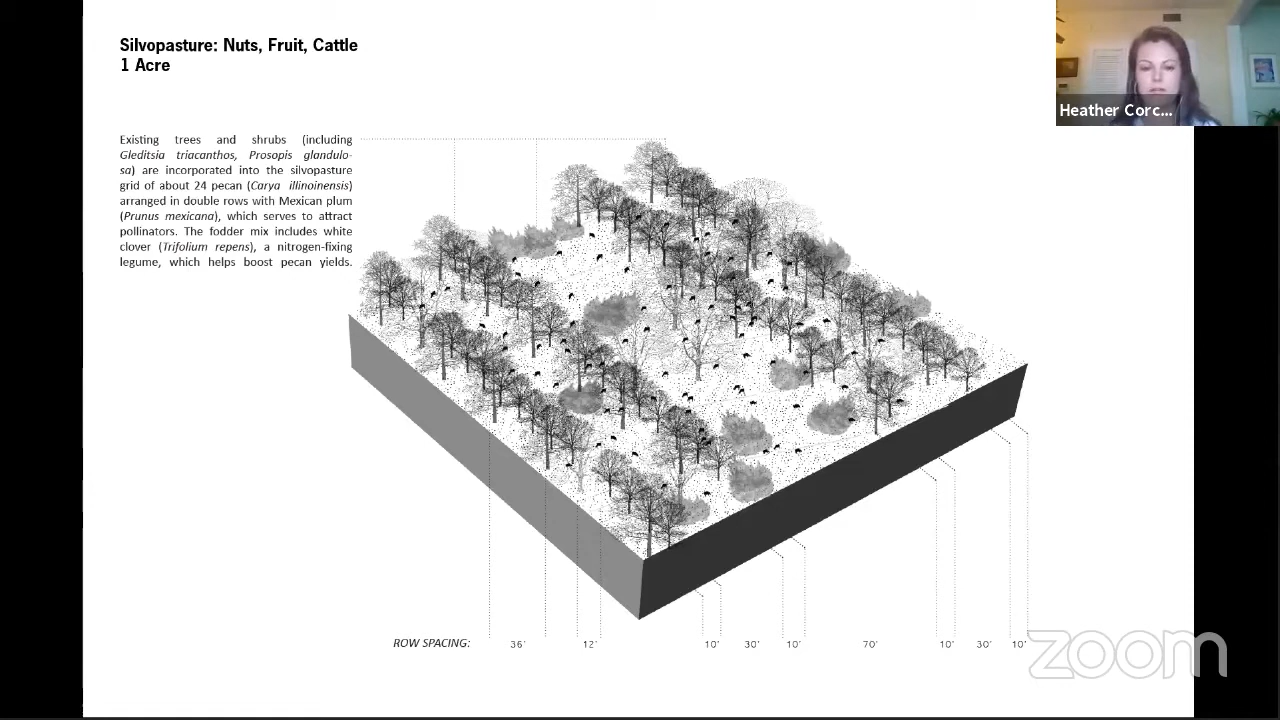 Silvopasture: Nuts, Fruit, Cattle
1 Acre
Heather Corc...
Existing trees and shrubs (including
Gleditsia triacanthos, Prosopis glandulo-
sa) are incorporated into the silvopasture
grid of about 24 pecan (Carya illinoinensis)
arranged in double rows with Mexican plum
(Prunus mexicana), which serves to attract
pollinators. The fodder mix includes white
clover (Trifolium repens), a nitrogen-fixing
legume, which helps boost pecan yields.
ROW SPACING: 36' 12' 10' 30' 10' 70' 10' 30' 10'
zoom